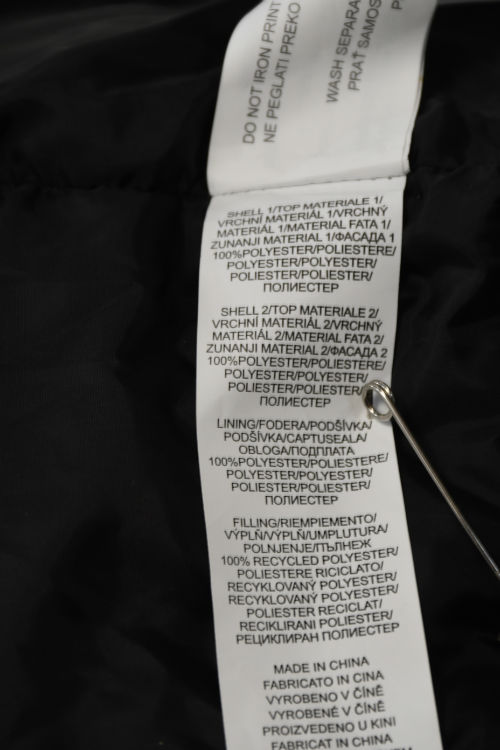 DO NOT IRON PRINT
NE PEGLATI PREKO
WASH SEPARA
PRAŤ SAMOS
SHELL 1/TOP MATERIALE 1/
VRCHNÍ MATERIÁL 1/VRCHNÝ
MATERIÁL 1/MATERIAL FATA 1/
ZUNANJI MATERIAL 1/ФАСАДА 1
100%POLYESTER/POLIESTERE/
POLYESTER/POLYESTER/
POLIESTER/POLIESTER/
ПОЛИЕСТЕР
SHELL 2/TOP MATERIALE 2/
VRCHNÍ MATERIÁL 2/VRCHNÝ
MATERIÁL 2/MATERIAL FATA 2/
ZUNANJI MATERIAL 2/ФАСАДА 2
100%POLYESTER/POLIESTERE/
POLYESTER/POLYESTER/
POLIESTER/POLIESTER/
ПОЛИЕСТЕР
LINING/FODERA/PODŠÍVKA/
PODŠÍVKA/CAPTUSEALA/
OBLOGA/ПОДПЛАТА
100%POLYESTER/POLIESTERE/
POLYESTER/POLYESTER/
POLIESTER/POLIESTER/
ПОЛИЕСТЕР
FILLING/RIEMPIEMENTO/
VÝPLŇ/VÝPLŇ/UMPLUTURA/
POLNJENJE/ПЪЛНЕЖ
100% RECYCLED POLYESTER/
POLIESTERE RICICLATO/
RECYKLOVANÝ POLYESTER/
RECYKLOVANÝ POLYESTER/
POLIESTER RECICLAT/
RECIKLIRANI POLIESTER/
РЕЦИКЛИРАН ПОЛИЕСТЕР
MADE IN CHINA
FABRICATO IN CINA
VYROBENO V ČÍNĚ
VYROBENÉ V ČÍNE
PROIZVEDENO U KINI
FABRICAT IN CHINA